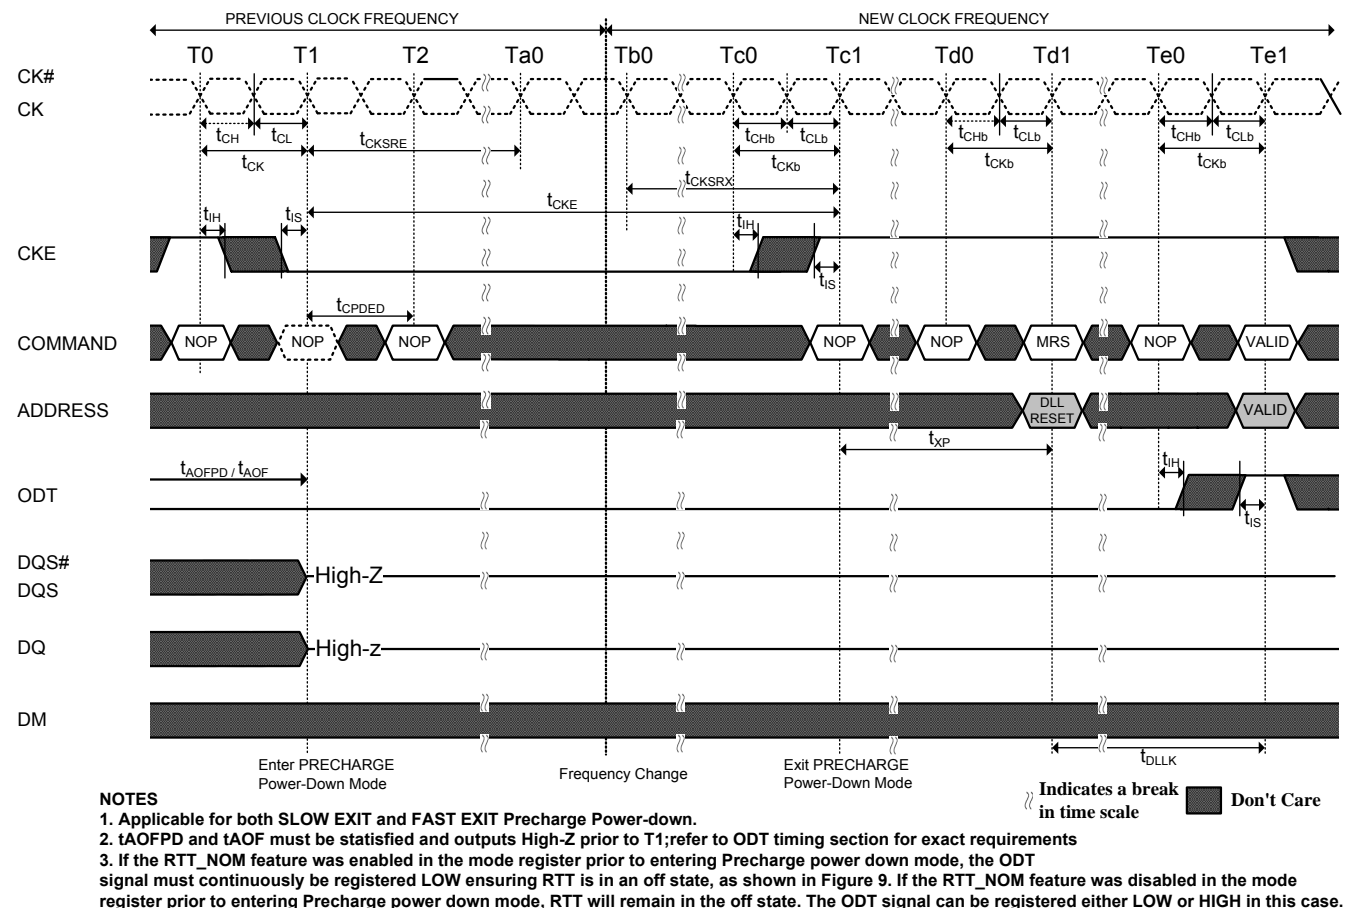 PREVIOUS CLOCK FREQUENCY NEW CLOCK FREQUENCY
T0 T1 T2 Ta0 Tb0 Tc0 Tc1 Td0 Td1 Te0 Te1
CK#
CK
tCH tCL tCHb tCLb tCHb tCLb tCHb tCLb
tCK tCKSRE tCKb tCKb tCKb
tCKSRX
tCKE
tIH tIS tIH tIS
CKE
tCPDED
COMMAND NOP NOP NOP NOP NOP MRS NOP VALID
ADDRESS DLL RESET VALID
tXP
tAOFPD / tAOF
tIH tIS
ODT
DQS#
DQS
High-Z
DQ High-z
DM
tDLLK
Enter PRECHARGE
Power-Down Mode
Frequency Change
Exit PRECHARGE
Power-Down Mode
Indicates a break
in time scale
Don't Care
NOTES
1. Applicable for both SLOW EXIT and FAST EXIT Precharge Power-down.
2. tAOFPD and tAOF must be statisfied and outputs High-Z prior to T1;refer to ODT timing section for exact requirements
3. If the RTT_NOM feature was enabled in the mode register prior to entering Precharge power down mode, the ODT
signal must continuously be registered LOW ensuring RTT is in an off state, as shown in Figure 9. If the RTT_NOM feature was disabled in the mode
register prior to entering Precharge power down mode, RTT will remain in the off state. The ODT signal can be registered either LOW or HIGH in this case.